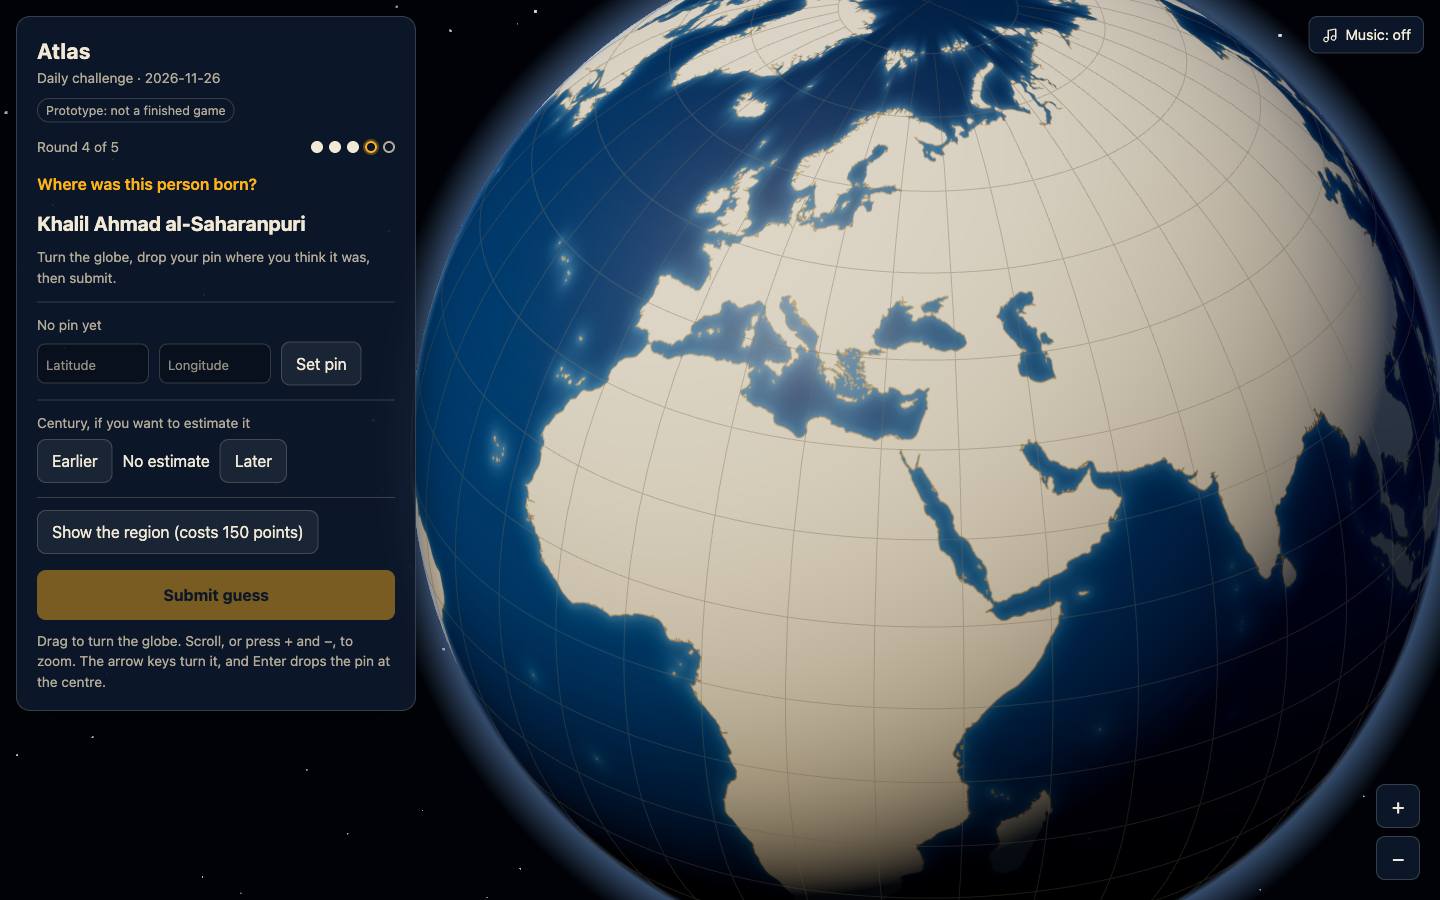 Atlas
Daily challenge · 2026-11-26
Prototype: not a finished game
Round 4 of 5
Where was this person born?
Khalil Ahmad al-Saharanpuri
Turn the globe, drop your pin where you think it was,
then submit.
No pin yet
Latitude
Longitude
Set pin
Century, if you want to estimate it
Earlier
No estimate
Later
Show the region (costs 150 points)
Submit guess
Drag to turn the globe. Scroll, or press + and −, to
zoom. The arrow keys turn it, and Enter drops the pin at
the centre.
Music: off
+
−